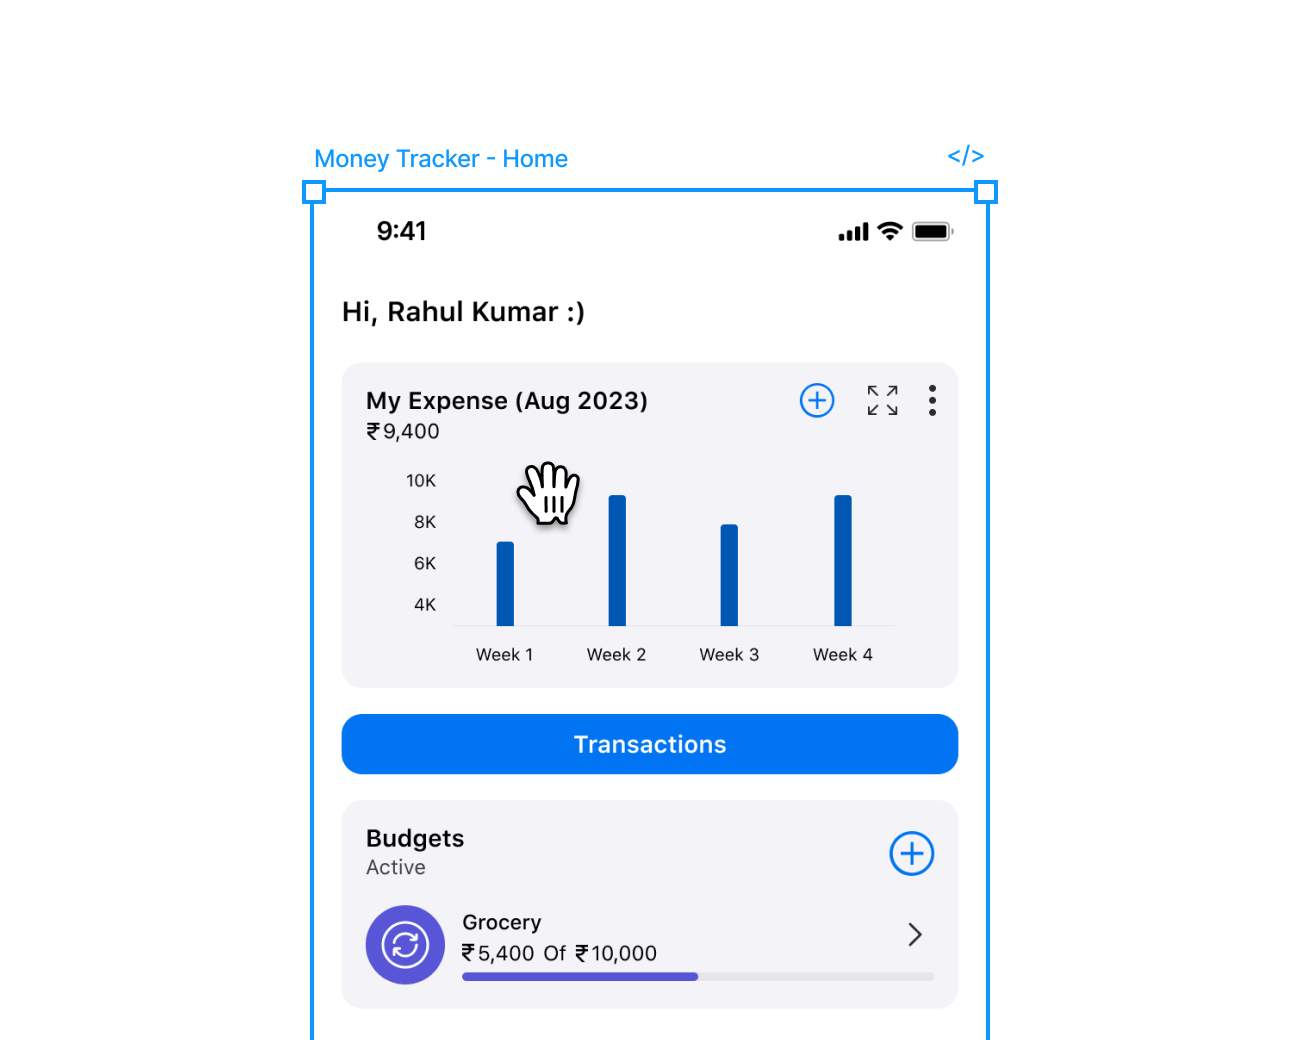 Money Tracker - Home
</>
9:41
Hi, Rahul Kumar :)
My Expense (Aug 2023)
₹9,400
10K
8K
6K
4K
Week 1 Week 2 Week 3 Week 4
Transactions
Budgets
Active
Grocery
₹5,400 Of ₹10,000